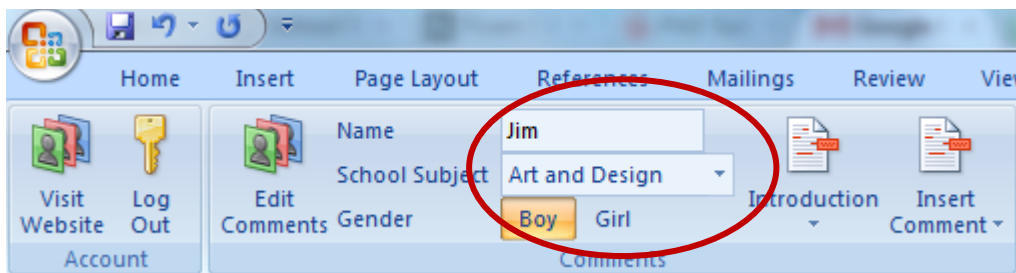 Home Insert Page Layout References Mailings Review View
Name Jim
School Subject Art and Design
Gender Boy Girl
Visit Website
Log Out
Edit Comments
Introduction
Insert Comment
Account
Comments